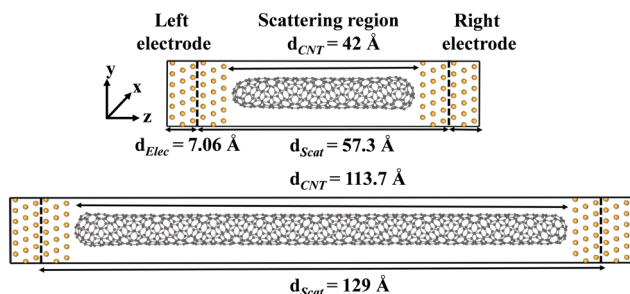 Left electrode
Scattering region
Right electrode
d_CNT = 42 Å
y
x
z
d_Elec = 7.06 Å
d_Scat = 57.3 Å
d_CNT = 113.7 Å
d_Scat = 129 Å